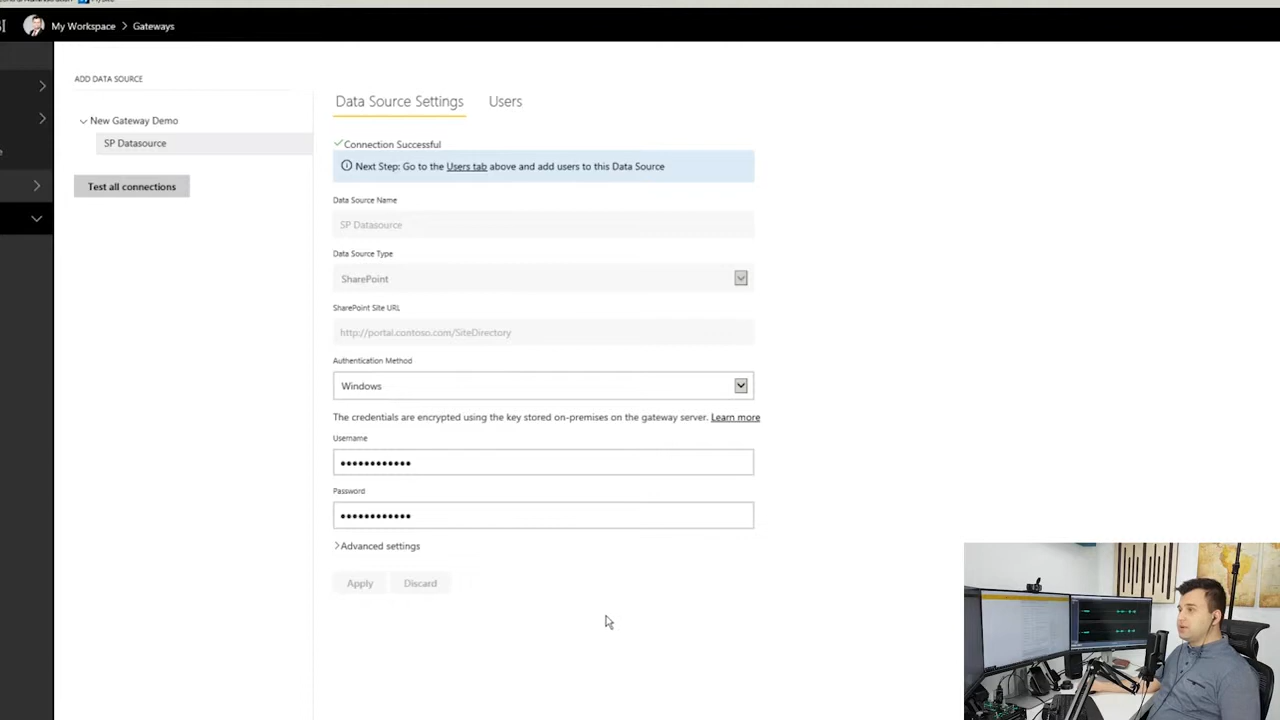 My Workspace > Gateways
ADD DATA SOURCE
New Gateway Demo
SP Datasource
Test all connections
Data Source Settings
Users
Connection Successful
Next Step: Go to the Users tab above and add users to this Data Source
Data Source Name
SP Datasource
Data Source Type
SharePoint
SharePoint Site URL
http://portal.contoso.com/SiteDirectory
Authentication Method
Windows
The credentials are encrypted using the key stored on-premises on the gateway server. Learn more
Username
••••••••••••
Password
••••••••••••
Advanced settings
Apply
Discard